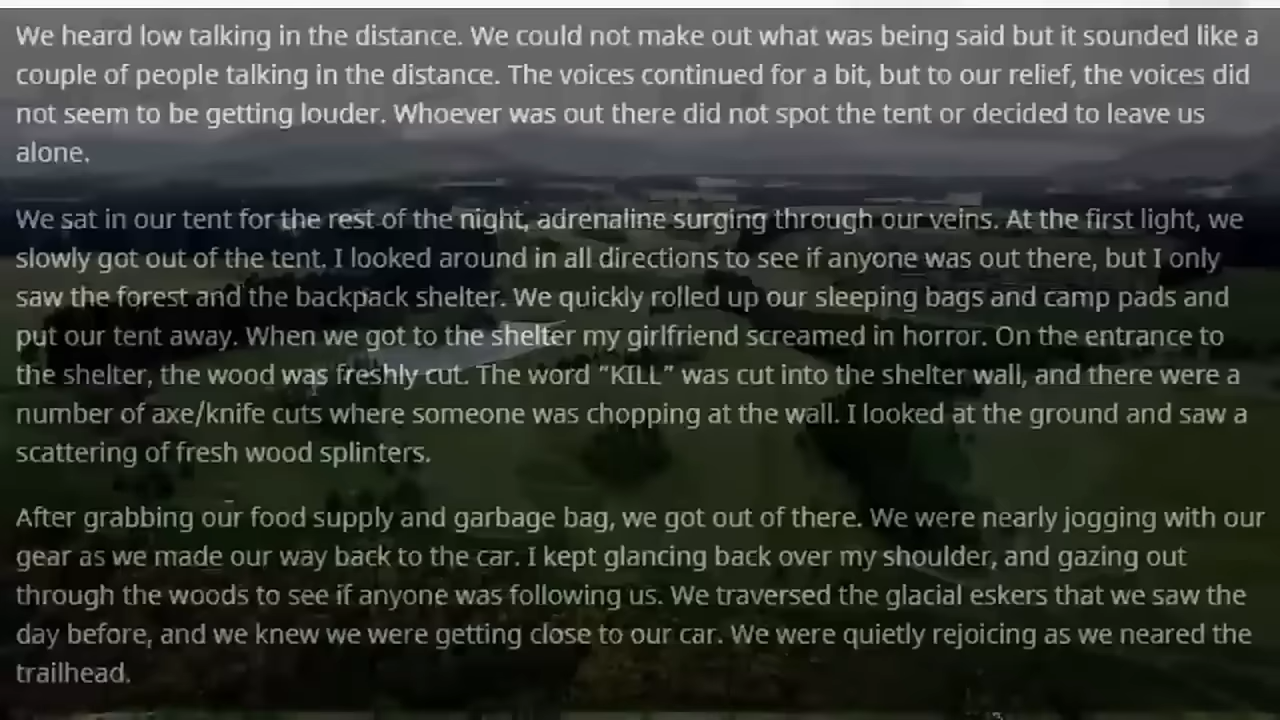 We heard low talking in the distance. We could not make out what was being said but it sounded like a
couple of people talking in the distance. The voices continued for a bit, but to our relief, the voices did
not seem to be getting louder. Whoever was out there did not spot the tent or decided to leave us
alone.
We sat in our tent for the rest of the night, adrenaline surging through our veins. At the first light, we
slowly got out of the tent. I looked around in all directions to see if anyone was out there, but I only
saw the forest and the backpack shelter. We quickly rolled up our sleeping bags and camp pads and
put our tent away. When we got to the shelter my girlfriend screamed in horror. On the entrance to
the shelter, the wood was freshly cut. The word “KILL” was cut into the shelter wall, and there were a
number of axe/knife cuts where someone was chopping at the wall. I looked at the ground and saw a
scattering of fresh wood splinters.
After grabbing our food supply and garbage bag, we got out of there. We were nearly jogging with our
gear as we made our way back to the car. I kept glancing back over my shoulder, and gazing out
through the woods to see if anyone was following us. We traversed the glacial eskers that we saw the
day before, and we knew we were getting close to our car. We were quietly rejoicing as we neared the
trailhead.